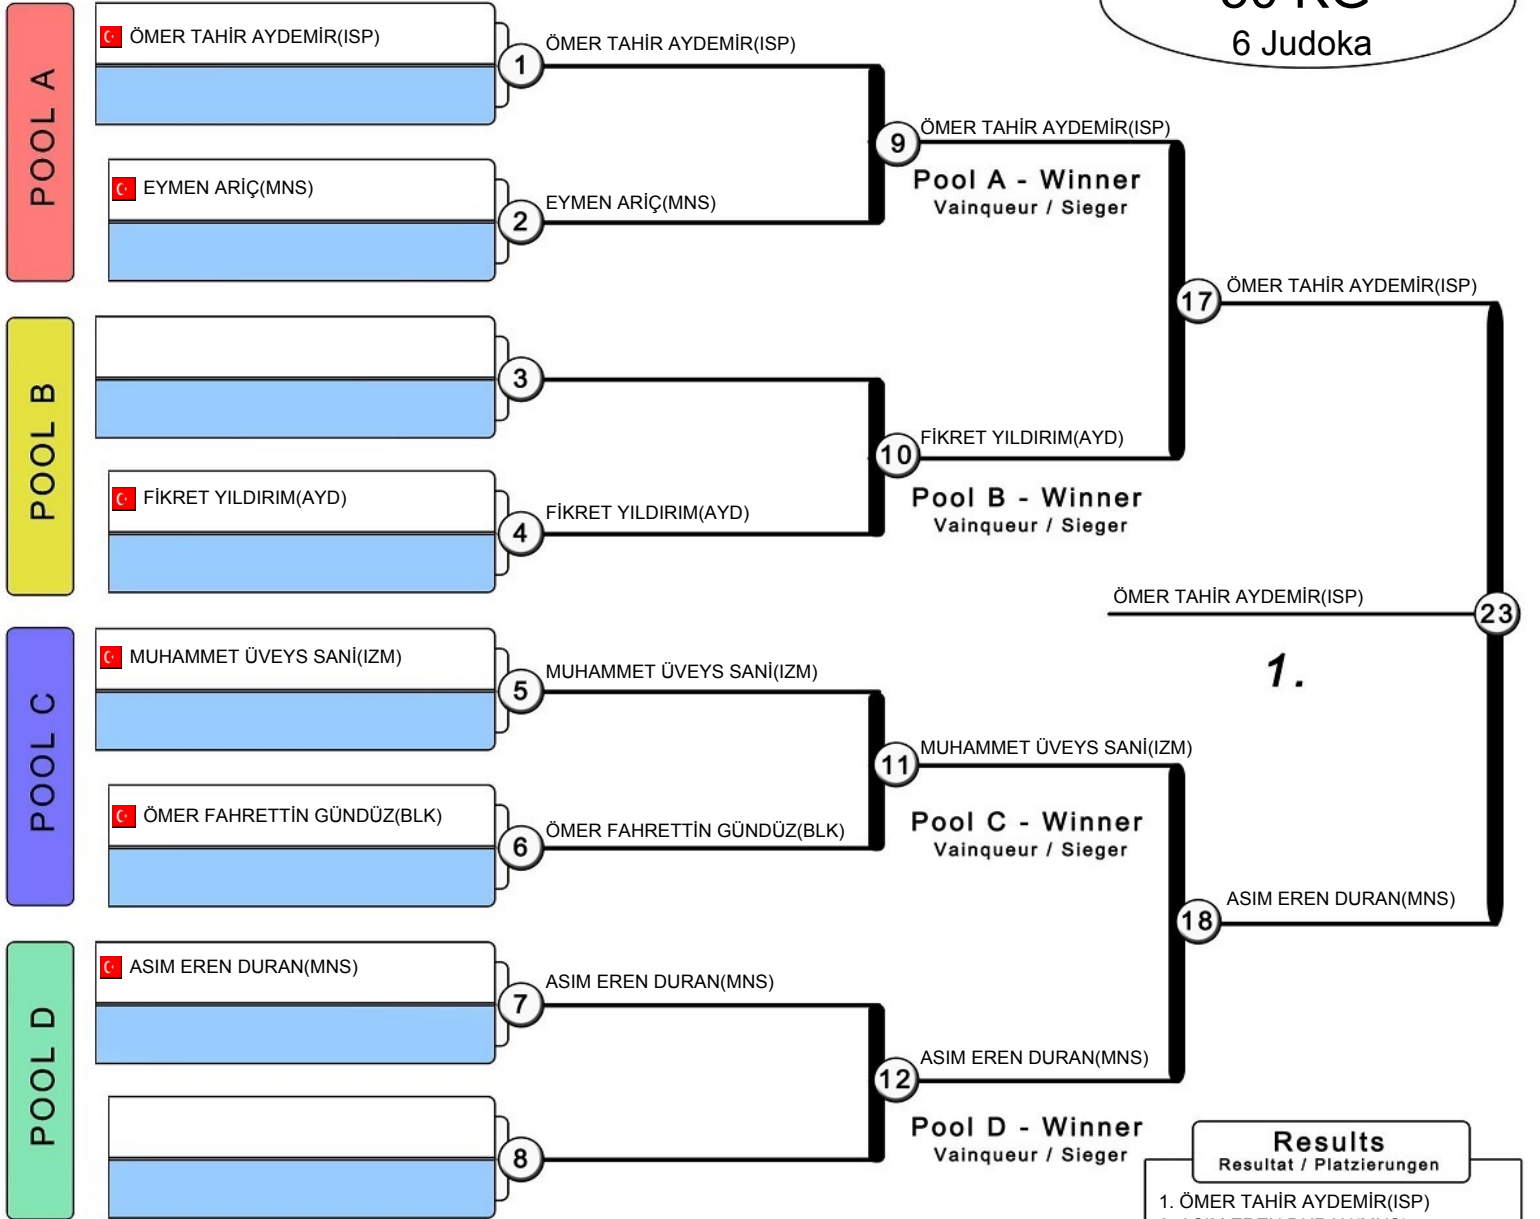 KG
6 Judoka
POOL A
ÖMER TAHİR AYDEMİR(ISP)
1
ÖMER TAHİR AYDEMİR(ISP)
EYMEN ARİÇ(MNS)
2
EYMEN ARİÇ(MNS)
9
ÖMER TAHİR AYDEMİR(ISP)
Pool A - Winner
Vainqueur / Sieger
POOL B
3
FİKRET YILDIRIM(AYD)
4
FİKRET YILDIRIM(AYD)
10
FİKRET YILDIRIM(AYD)
Pool B - Winner
Vainqueur / Sieger
17
ÖMER TAHİR AYDEMİR(ISP)
ÖMER TAHİR AYDEMİR(ISP)
23
1.
POOL C
MUHAMMET ÜVEYS SANİ(IZM)
5
MUHAMMET ÜVEYS SANİ(IZM)
ÖMER FAHRETTİN GÜNDÜZ(BLK)
6
ÖMER FAHRETTİN GÜNDÜZ(BLK)
11
MUHAMMET ÜVEYS SANİ(IZM)
Pool C - Winner
Vainqueur / Sieger
18
ASIM EREN DURAN(MNS)
POOL D
ASIM EREN DURAN(MNS)
7
ASIM EREN DURAN(MNS)
8
12
ASIM EREN DURAN(MNS)
Pool D - Winner
Vainqueur / Sieger
Results
Resultat / Platzierungen
1. ÖMER TAHİR AYDEMİR(ISP)